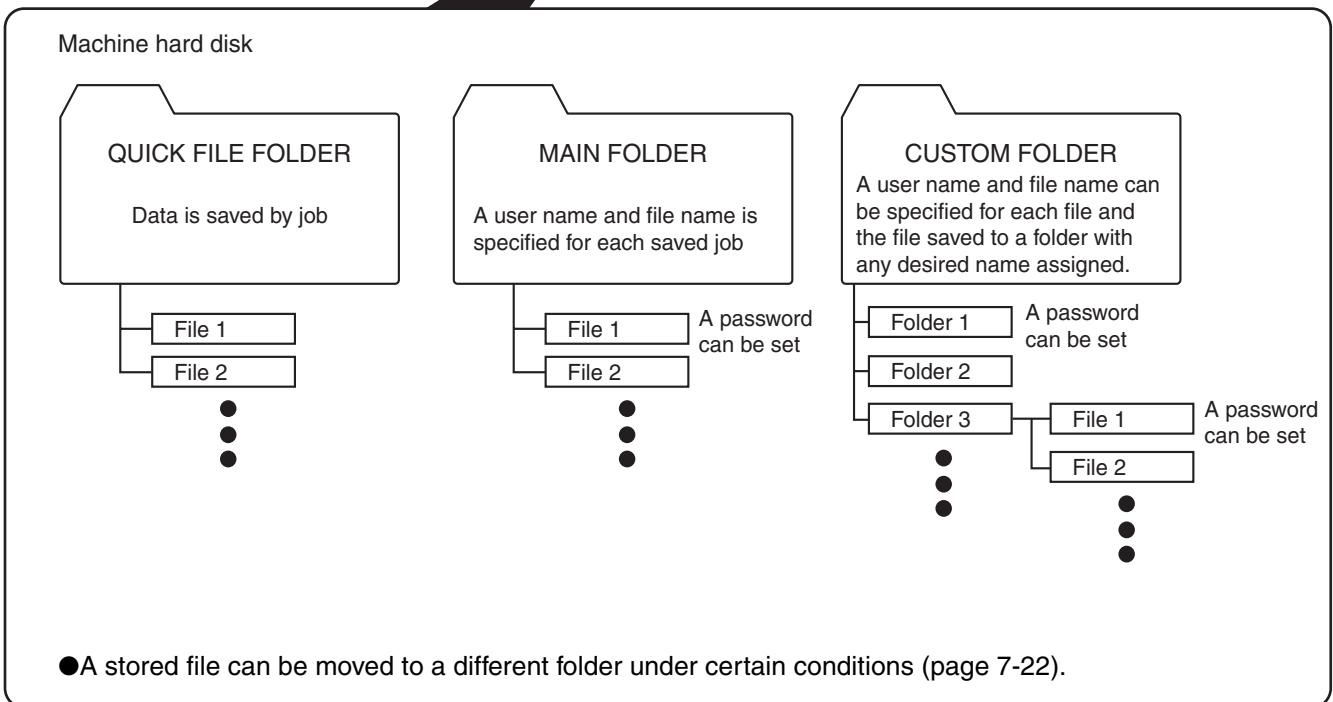 Machine hard disk
QUICK FILE FOLDER
Data is saved by job
File 1
File 2
MAIN FOLDER
A user name and file name is
specified for each saved job
File 1
A password
can be set
File 2
CUSTOM FOLDER
A user name and file name can
be specified for each file and
the file saved to a folder with
any desired name assigned.
Folder 1
A password
can be set
Folder 2
Folder 3
File 1
A password
can be set
File 2
●A stored file can be moved to a different folder under certain conditions (page 7-22).